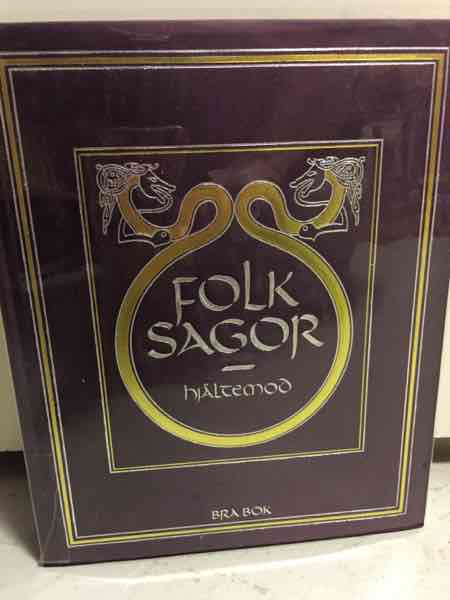 FOLK
SAGOR
—
hjältemod
BRA BOK